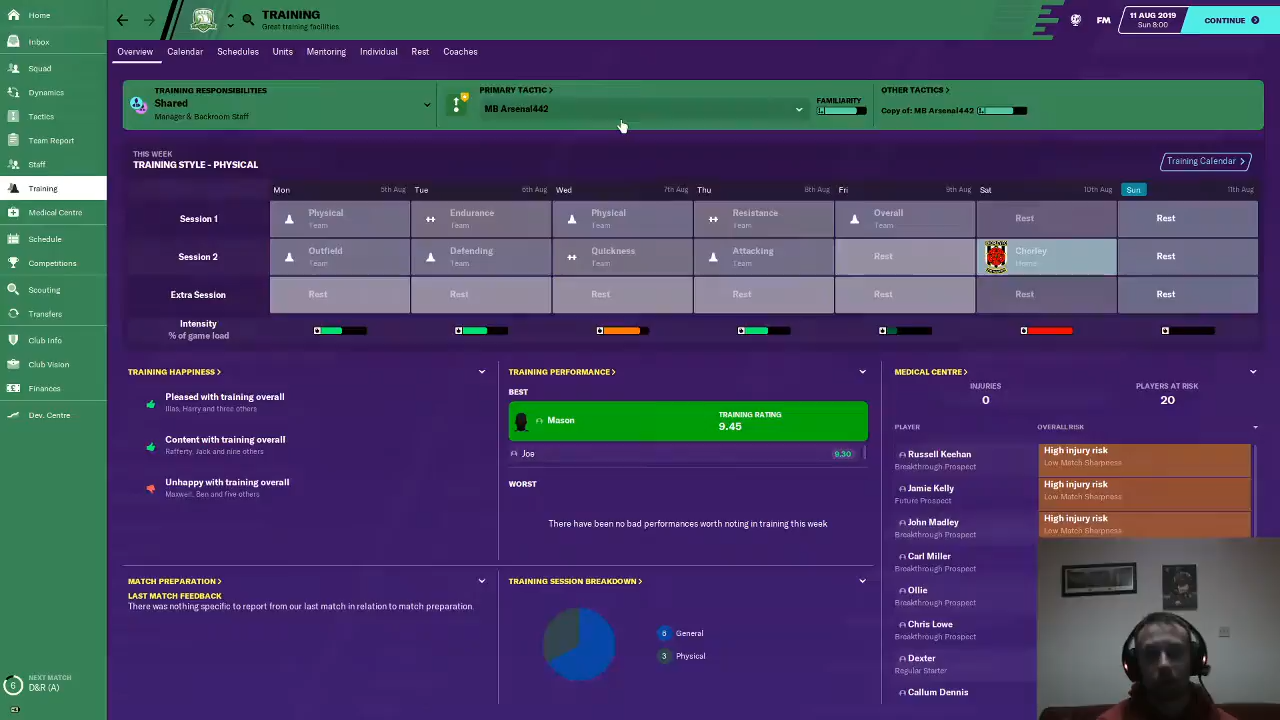 Home
TRAINING
Great training facilities
FM
11 AUG 2019
Sun 8:00
CONTINUE
Inbox
Squad
Dynamics
Tactics
Team Report
Staff
Training
Medical Centre
Schedule
Competitions
Scouting
Transfers
Club Info
Club Vision
Finances
Dev. Centre
6
NEXT MATCH
D&R (A)
Overview
Calendar
Schedules
Units
Mentoring
Individual
Rest
Coaches
TRAINING RESPONSIBILITIES
Shared
Manager & Backroom Staff
PRIMARY TACTIC >
MB Arsenal442
FAMILIARITY
OTHER TACTICS >
Copy of: MB Arsenal442
THIS WEEK
TRAINING STYLE - PHYSICAL
Training Calendar >
Mon 5th Aug Tue 6th Aug Wed 7th Aug Thu 8th Aug Fri 9th Aug Sat 10th Aug Sun 11th Aug
Session 1
Physical
Team
Endurance
Team
Physical
Team
Resistance
Team
Overall
Team
Rest
Rest
Session 2
Outfield
Team
Defending
Team
Quickness
Team
Attacking
Team
Rest
Chorley
Home
Rest
Extra Session
Rest
Rest
Rest
Rest
Rest
Rest
Rest
Intensity
% of game load
TRAINING HAPPINESS >
Pleased with training overall
Ilias, Harry and three others
Content with training overall
Rafferty, Jack and nine others
Unhappy with training overall
Maxwell, Ben and five others
TRAINING PERFORMANCE >
BEST
Mason
TRAINING RATING
9.45
Joe
9.30
WORST
There have been no bad performances worth noting in training this week
MEDICAL CENTRE >
INJURIES
0
PLAYERS AT RISK
20
PLAYER
OVERALL RISK
Russell Keehan
Breakthrough Prospect
High injury risk
Low Match Sharpness
Jamie Kelly
Future Prospect
High injury risk
Low Match Sharpness
John Madley
Breakthrough Prospect
High injury risk
Low Match Sharpness
Carl Miller
Breakthrough Prospect
Ollie
Breakthrough Prospect
Chris Lowe
Breakthrough Prospect
Dexter
Regular Starter
Callum Dennis
MATCH PREPARATION >
LAST MATCH FEEDBACK
There was nothing specific to report from our last match in relation to match preparation.
TRAINING SESSION BREAKDOWN >
6 General
3 Physical